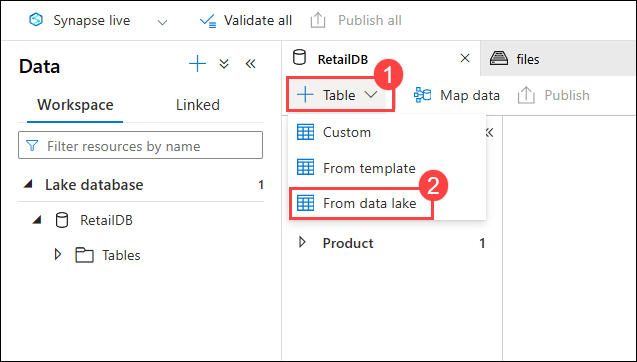 Synapse live
Validate all
Publish all
Data
Workspace
Linked
Filter resources by name
Lake database 1
RetailDB
Tables
RetailDB
files
1
Table
Map data
Publish
Custom
From template
2
From data lake
Product 1